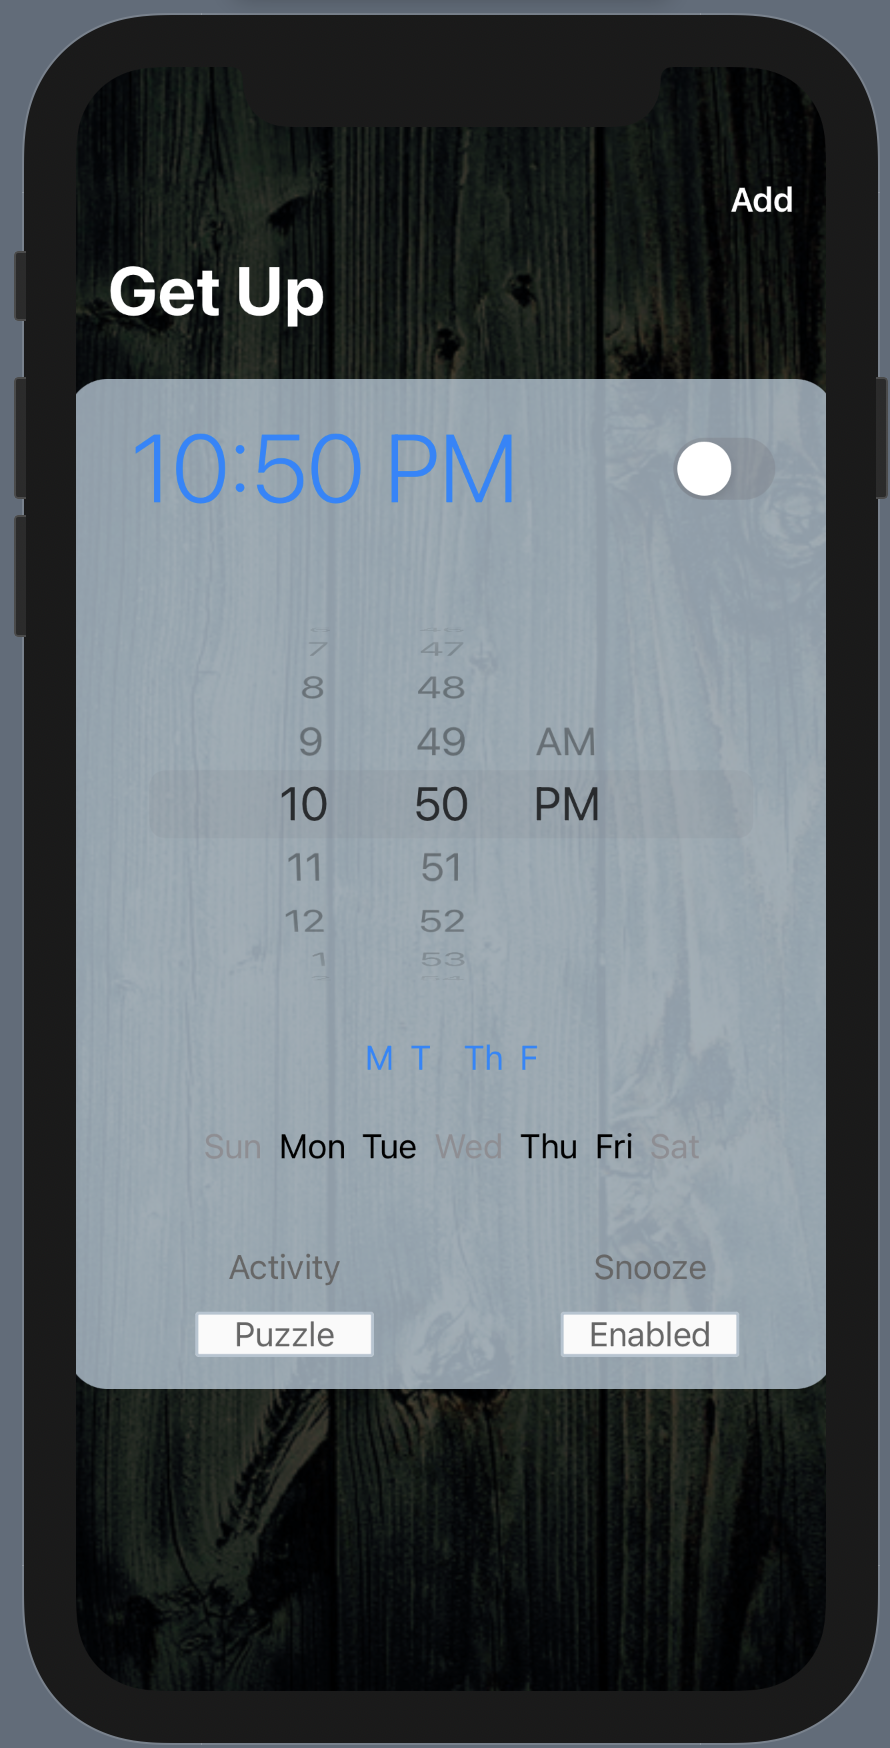 Add
Get Up
10:50 PM
7 47
8 48
9 49 AM
10 50 PM
11 51
12 52
1 53
M T Th F
Sun Mon Tue Wed Thu Fri Sat
Activity Snooze
Puzzle Enabled